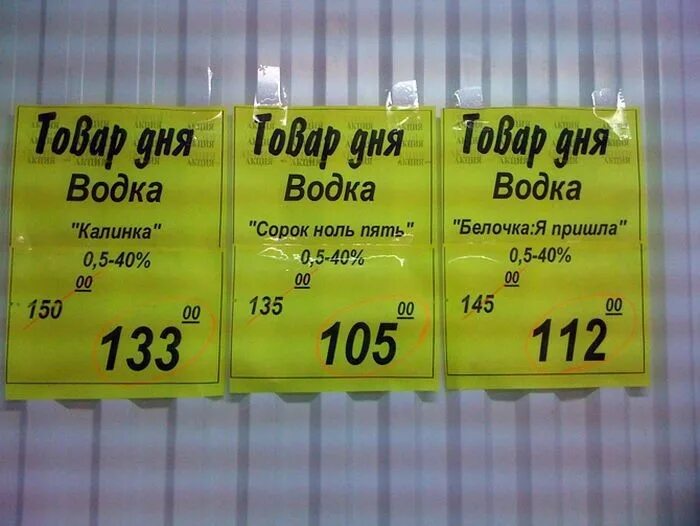 Товар дня
Водка
"Калинка"
0,5-40%
150 00
133 00
Товар дня
Водка
"Сорок ноль пять"
0,5-40%
135 00
105 00
Товар дня
Водка
"Белочка:Я пришла"
0,5-40%
145 00
112 00
АКЦИЯ